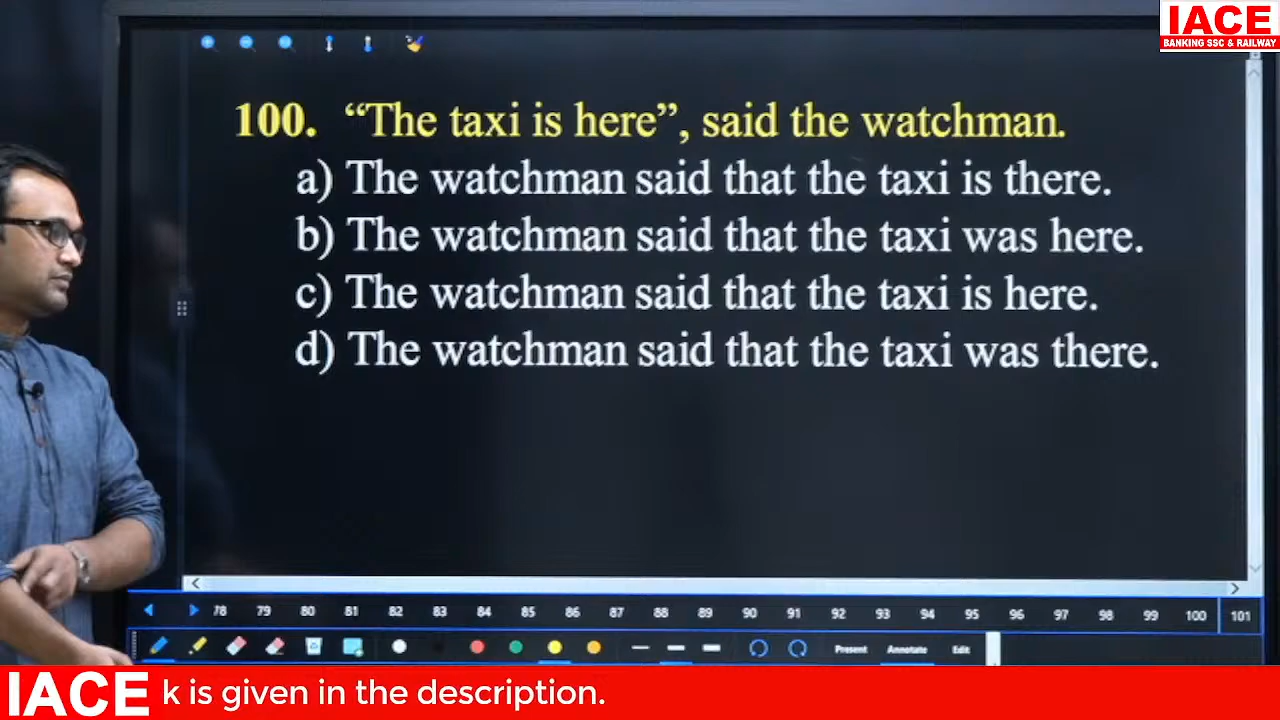 IACE
BANKING SSC & RAILWAY
100. “The taxi is here”, said the watchman.
a) The watchman said that the taxi is there.
b) The watchman said that the taxi was here.
c) The watchman said that the taxi is here.
d) The watchman said that the taxi was there.
78 79 80 81 82 83 84 85 86 87 88 89 90 91 92 93 94 95 96 97 98 99 100 101
Present Annotate Edit
IACE k is given in the description.